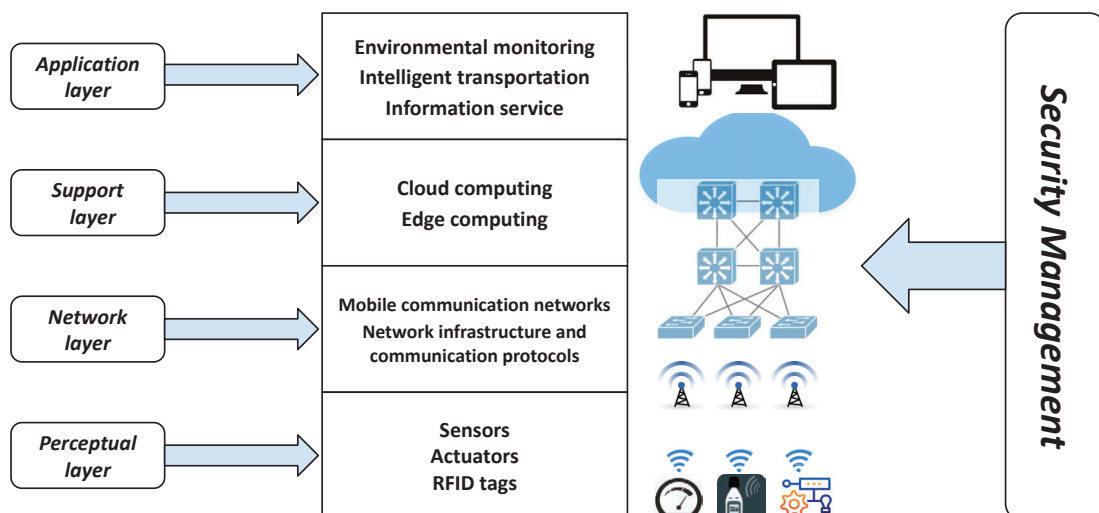 Application
layer
Environmental monitoring
Intelligent transportation
Information service
Support
layer
Cloud computing
Edge computing
Network
layer
Mobile communication networks
Network infrastructure and
communication protocols
Perceptual
layer
Sensors
Actuators
RFID tags
Security Management